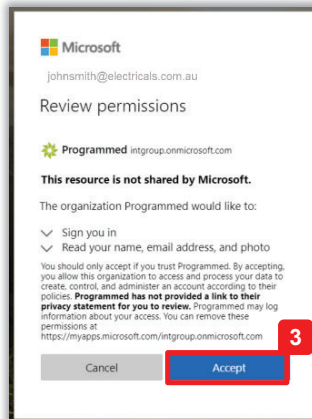 Microsoft
johnsmith@electricals.com.au
Review permissions
Programmed intgroup.onmicrosoft.com
This resource is not shared by Microsoft.
The organization Programmed would like to:
Sign you in
Read your name, email address, and photo
You should only accept if you trust Programmed. By accepting,
you allow this organization to access and process your data to
create, control, and administer an account according to their
policies. Programmed has not provided a link to their
privacy statement for you to review. Programmed may log
information about your access. You can remove these
permissions at
https://myapps.microsoft.com/intgroup.onmicrosoft.com
3
Cancel Accept